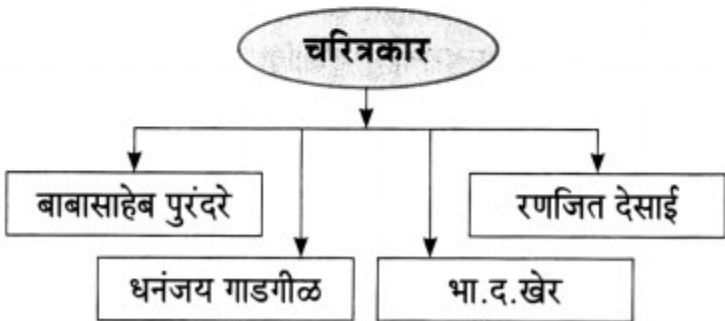 चरित्रकार
बाबासाहेब पुरंदरे
रणजित देसाई
धनंजय गाडगीळ
भा.द.खेर